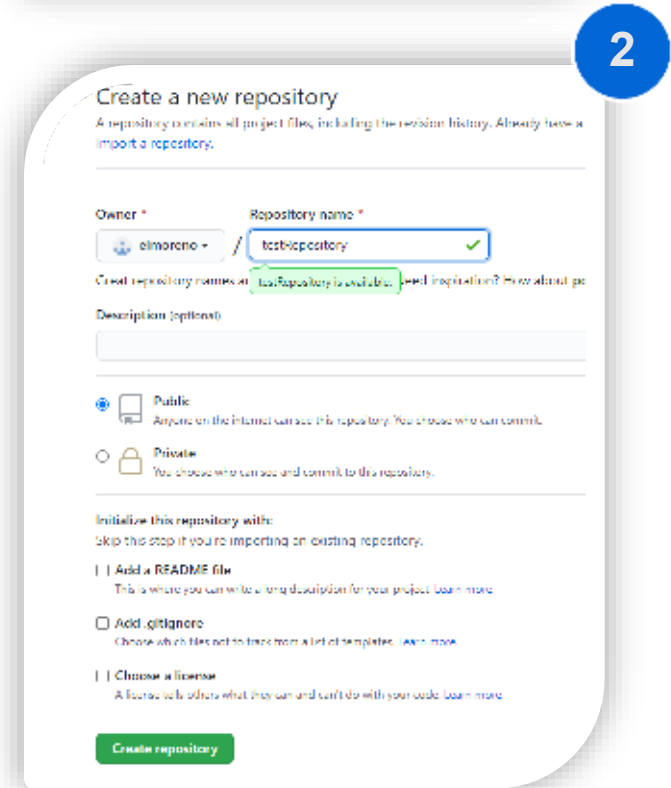 2
Create a new repository
A repository contains all project files, including the revision history. Already have a
Import a repository.
Owner *
Repository name *
elmoreno
/
testRepository
Great repository names a
testRepository is available.
eed inspiration? How about
Description (optional)
Public
Anyone on the internet can see this repository. You choose who can commit.
Private
You choose who can see and commit to this repository.
Initialize this repository with:
Skip this step if you're importing an existing repository.
Add a README file
This is where you can write a long description for your project. Learn more.
Add .gitignore
Choose which files not to track from a list of templates. Learn more.
Choose a license
A license tells others what they can and can't do with your code. Learn more.
Create repository